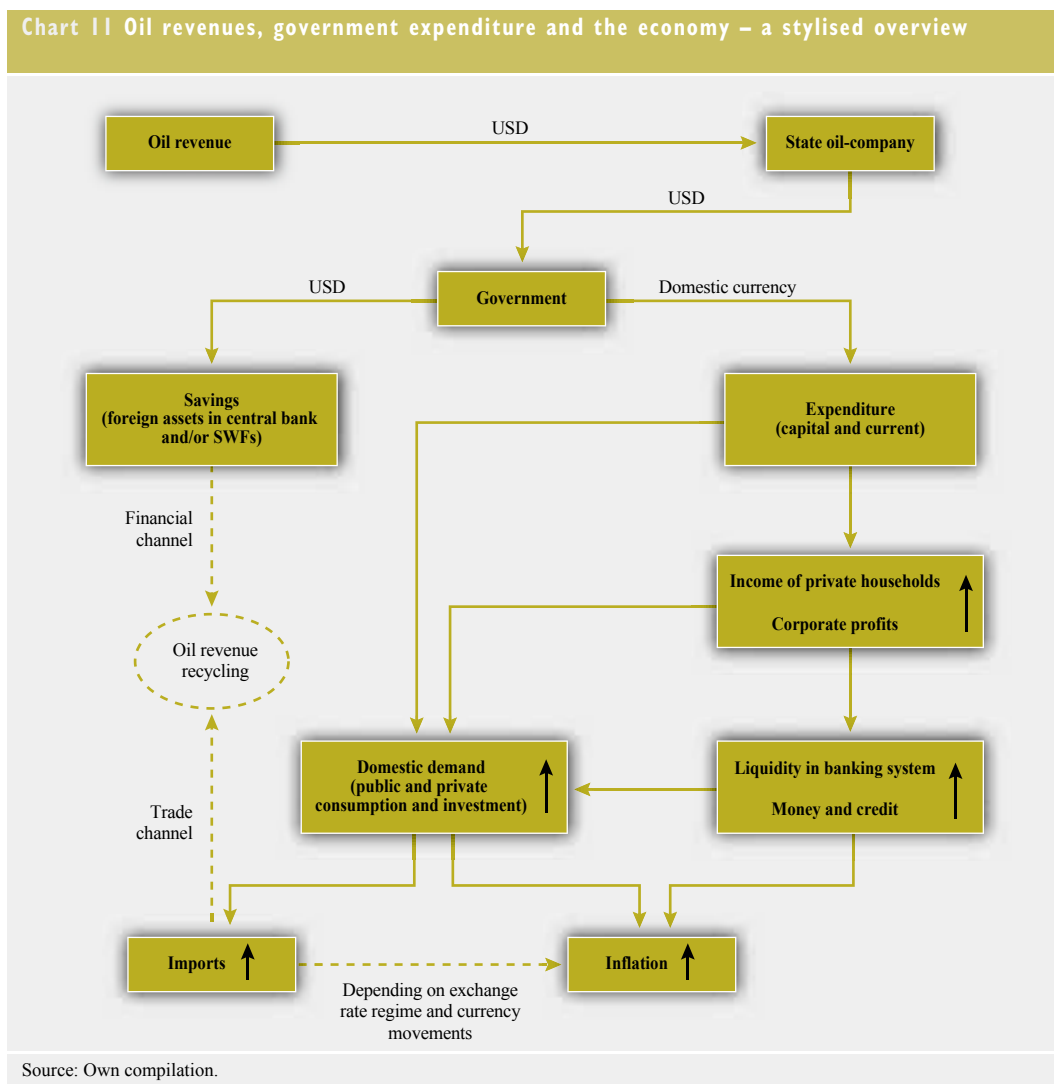 Chart 11 Oil revenues, government expenditure and the economy – a stylised overview
Oil revenue
USD
State oil-company
USD
USD
Government
Domestic currency
Savings
(foreign assets in central bank
and/or SWFs)
Expenditure
(capital and current)
Financial
channel
Income of private households
Corporate profits
Oil revenue
recycling
Domestic demand
(public and private
consumption and investment)
Liquidity in banking system
Money and credit
Trade
channel
Imports
Inflation
Depending on exchange
rate regime and currency
movements
Source: Own compilation.